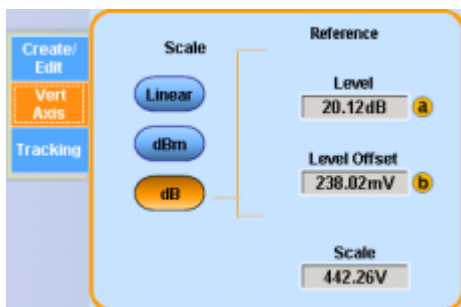 Create/
Edit
Vert
Axis
Tracking
Scale
Linear
dBm
dB
Reference
Level
20.12dB
a
Level Offset
238.02mV
b
Scale
442.26V